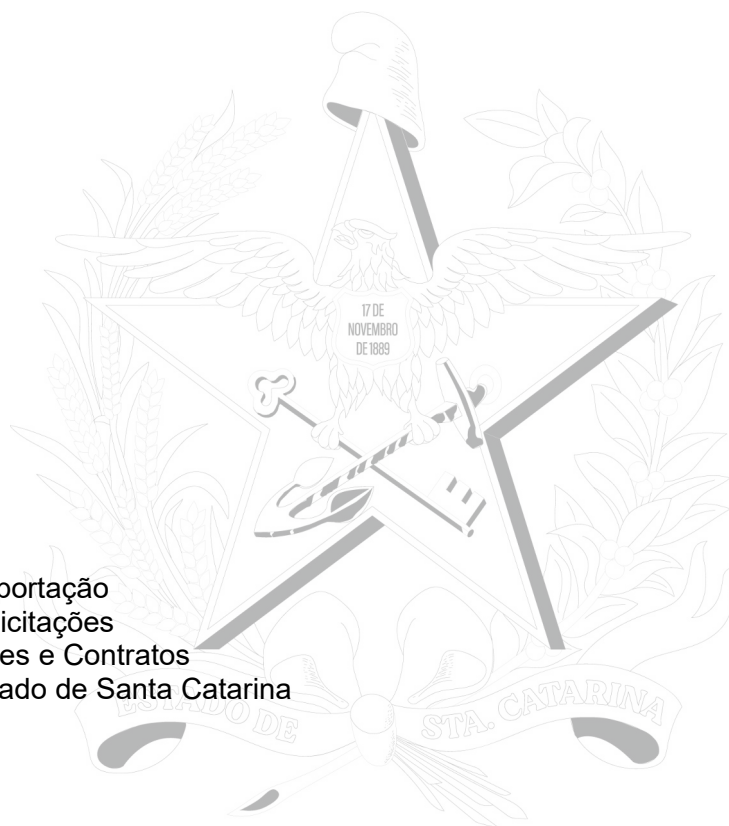 17 DE
NOVEMBRO
DE 1889
portação
icitações
es e Contratos
ado de Santa Catarina
ESTADO DE STA. CATARINA